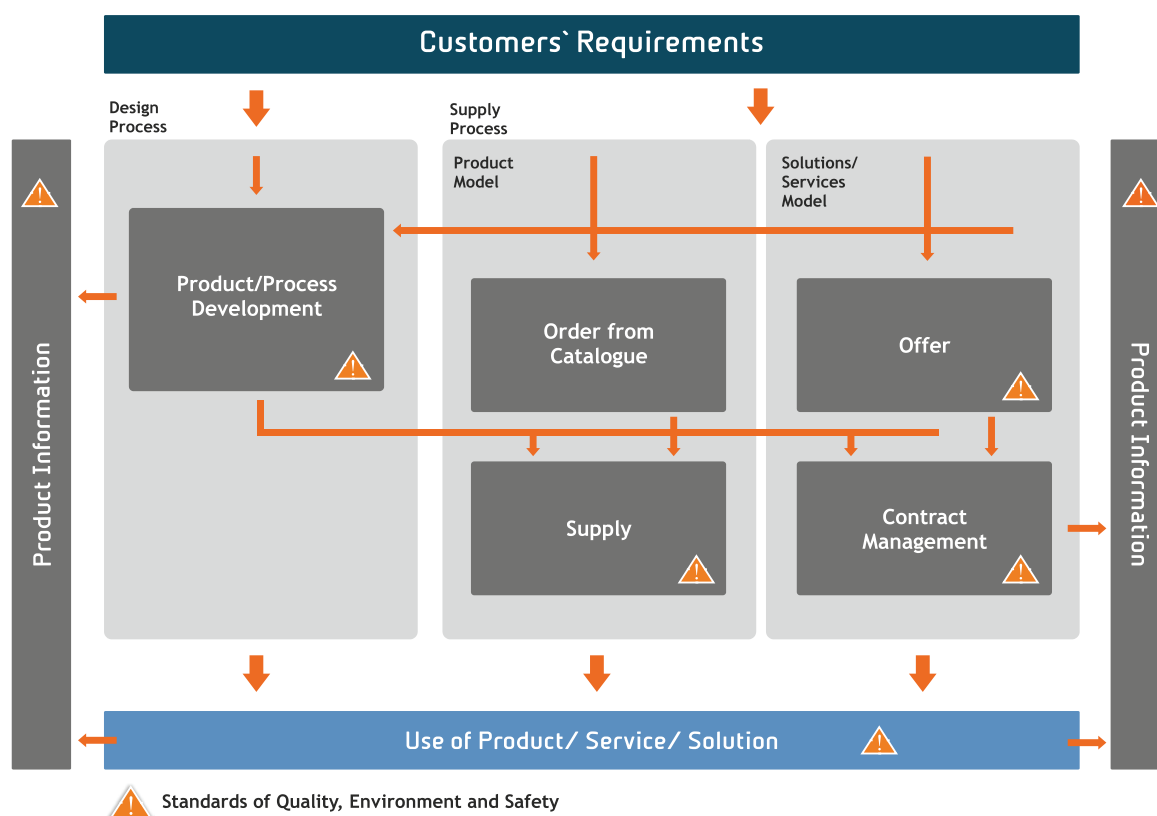 Customers` Requirements
Design
Process
Supply
Process
Product
Model
Solutions/
Services
Model
Product/Process
Development
Order from
Catalogue
Offer
Supply
Contract
Management
Product Information
Product Information
Use of Product/ Service/ Solution
Standards of Quality, Environment and Safety